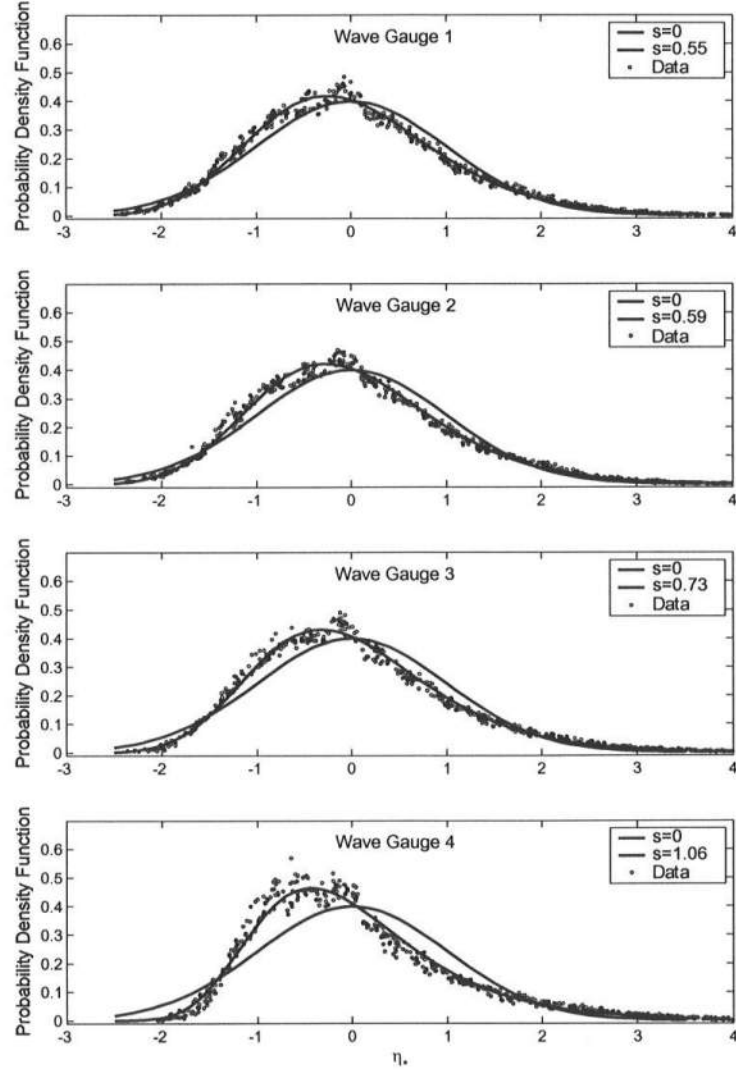 Wave Gauge 1
s=0
s=0.55
Data
Probability Density Function
0.6
0.5
0.4
0.3
0.2
0.1
0
-3 -2 -1 0 1 2 3 4
Wave Gauge 2
s=0
s=0.59
Data
Probability Density Function
0.6
0.5
0.4
0.3
0.2
0.1
0
-3 -2 -1 0 1 2 3 4
Wave Gauge 3
s=0
s=0.73
Data
Probability Density Function
0.6
0.5
0.4
0.3
0.2
0.1
0
-3 -2 -1 0 1 2 3 4
Wave Gauge 4
s=0
s=1.06
Data
Probability Density Function
0.6
0.5
0.4
0.3
0.2
0.1
0
-3 -2 -1 0 1 2 3 4
η*